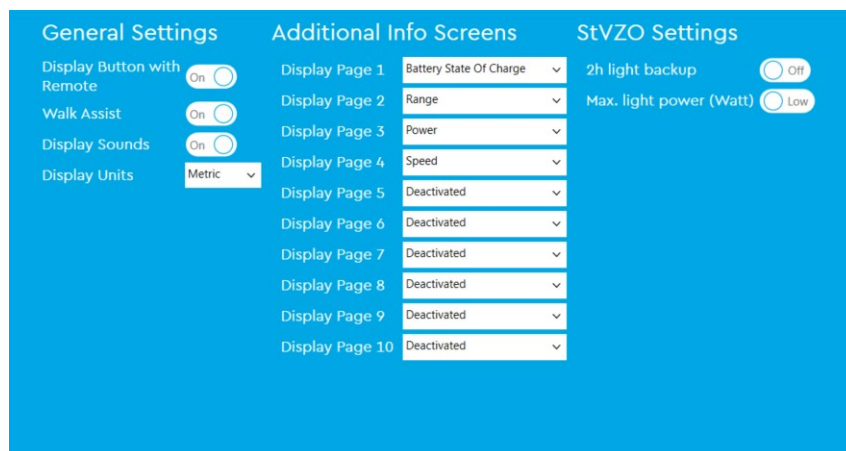 General Settings
Display Button with
Remote
On
Walk Assist
On
Display Sounds
On
Display Units
Metric
Additional Info Screens
Display Page 1
Battery State Of Charge
Display Page 2
Range
Display Page 3
Power
Display Page 4
Speed
Display Page 5
Deactivated
Display Page 6
Deactivated
Display Page 7
Deactivated
Display Page 8
Deactivated
Display Page 9
Deactivated
Display Page 10
Deactivated
StVZO Settings
2h light backup
Off
Max. light power (Watt)
Low